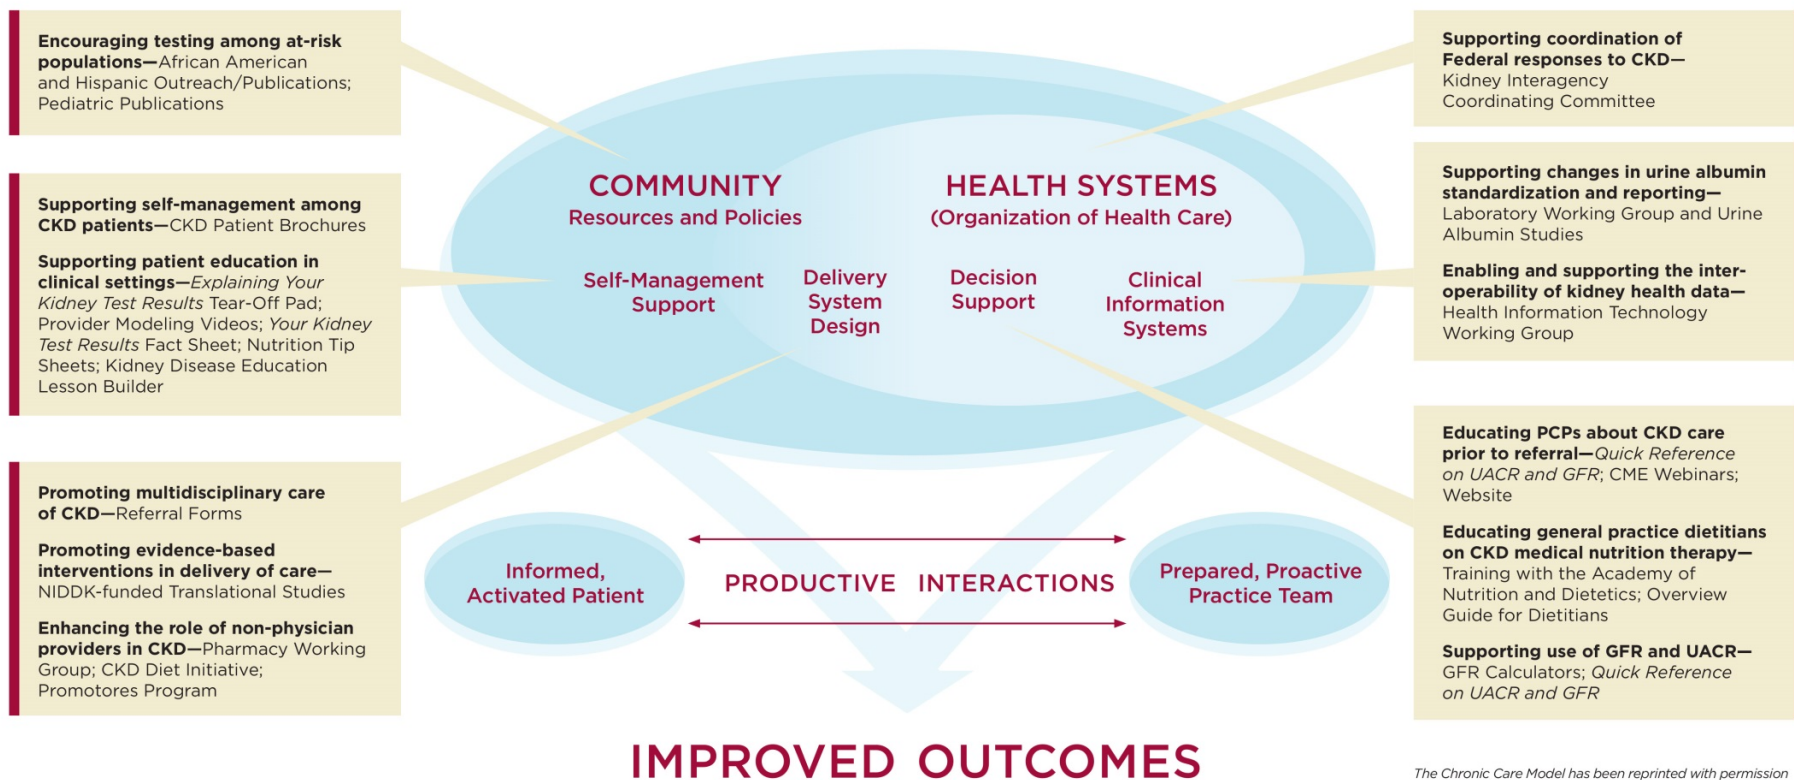 Encouraging testing among at-risk
populations—African American
and Hispanic Outreach/Publications;
Pediatric Publications
Supporting self-management among
CKD patients—CKD Patient Brochures
Supporting patient education in
clinical settings—Explaining Your
Kidney Test Results Tear-Off Pad;
Provider Modeling Videos; Your Kidney
Test Results Fact Sheet; Nutrition Tip
Sheets; Kidney Disease Education
Lesson Builder
Promoting multidisciplinary care
of CKD—Referral Forms
Promoting evidence-based
interventions in delivery of care—
NIDDK-funded Translational Studies
Enhancing the role of non-physician
providers in CKD—Pharmacy Working
Group; CKD Diet Initiative;
Promotores Program
COMMUNITY
Resources and Policies
HEALTH SYSTEMS
(Organization of Health Care)
Self-Management
Support
Delivery
System
Design
Decision
Support
Clinical
Information
Systems
Informed,
Activated Patient
PRODUCTIVE INTERACTIONS
Prepared, Proactive
Practice Team
IMPROVED OUTCOMES
Supporting coordination of
Federal responses to CKD—
Kidney Interagency
Coordinating Committee
Supporting changes in urine albumin
standardization and reporting—
Laboratory Working Group and Urine
Albumin Studies
Enabling and supporting the inter-
operability of kidney health data—
Health Information Technology
Working Group
Educating PCPs about CKD care
prior to referral—Quick Reference
on UACR and GFR; CME Webinars;
Website
Educating general practice dietitians
on CKD medical nutrition therapy—
Training with the Academy of
Nutrition and Dietetics; Overview
Guide for Dietitians
Supporting use of GFR and UACR—
GFR Calculators; Quick Reference
on UACR and GFR
The Chronic Care Model has been reprinted with permission